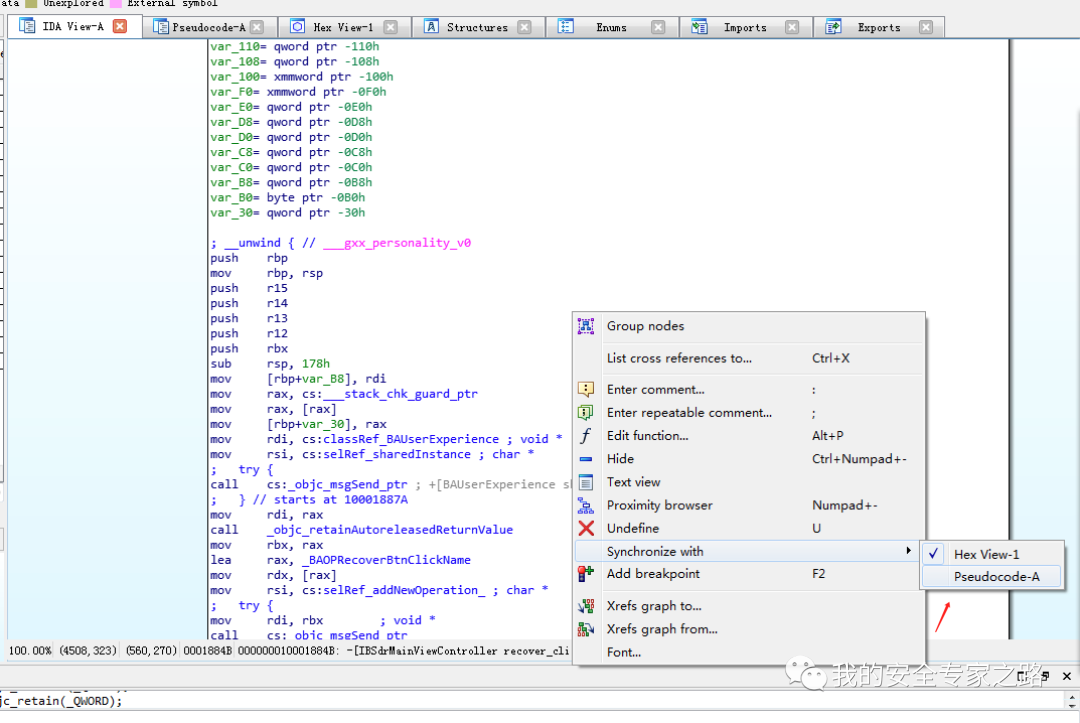 ata Unexplored External symbol
IDA View-A Pseudocode-A Hex View-1 Structures Enums Imports Exports
var_110= qword ptr -110h
var_108= qword ptr -108h
var_100= xmmword ptr -100h
var_F0= xmmword ptr -0F0h
var_E0= qword ptr -0E0h
var_D8= qword ptr -0D8h
var_D0= qword ptr -0D0h
var_C8= qword ptr -0C8h
var_C0= qword ptr -0C0h
var_B8= qword ptr -0B8h
var_B0= byte ptr -0B0h
var_30= qword ptr -30h
; __unwind { // ___gxx_personality_v0
push rbp
mov rbp, rsp
push r15
push r14
push r13
push r12
push rbx
sub rsp, 178h
mov [rbp+var_B8], rdi
mov rax, cs:___stack_chk_guard_ptr
mov rax, [rax]
mov [rbp+var_30], rax
mov rdi, cs:classRef_BAUserExperience ; void *
mov rsi, cs:selRef_sharedInstance ; char *
; try {
call cs:_objc_msgSend_ptr ; +[BAUserExperience s
; } // starts at 10001887A
mov rdi, rax
call _objc_retainAutoreleasedReturnValue
mov rbx, rax
lea rax, _BAOPRecoverBtnClickName
mov rdx, [rax]
mov rsi, cs:selRef_addNewOperation_ ; char *
; try {
mov rdi, rbx ; void *
call cs:_objc_msgSend_ptr
Group nodes
List cross references to... Ctrl+X
Enter comment... :
Enter repeatable comment... ;
Edit function... Alt+P
Hide Ctrl+Numpad+-
Text view
Proximity browser Numpad+-
Undefine U
Synchronize with
Add breakpoint F2
Xrefs graph to...
Xrefs graph from...
Font...
Hex View-1
Pseudocode-A
100.00% (4508, 323) (560, 270) 0001884B 000000010001884B: -[IBSdrMainViewController recover_cli
我的安全专家之路
jc_retain(_QWORD);